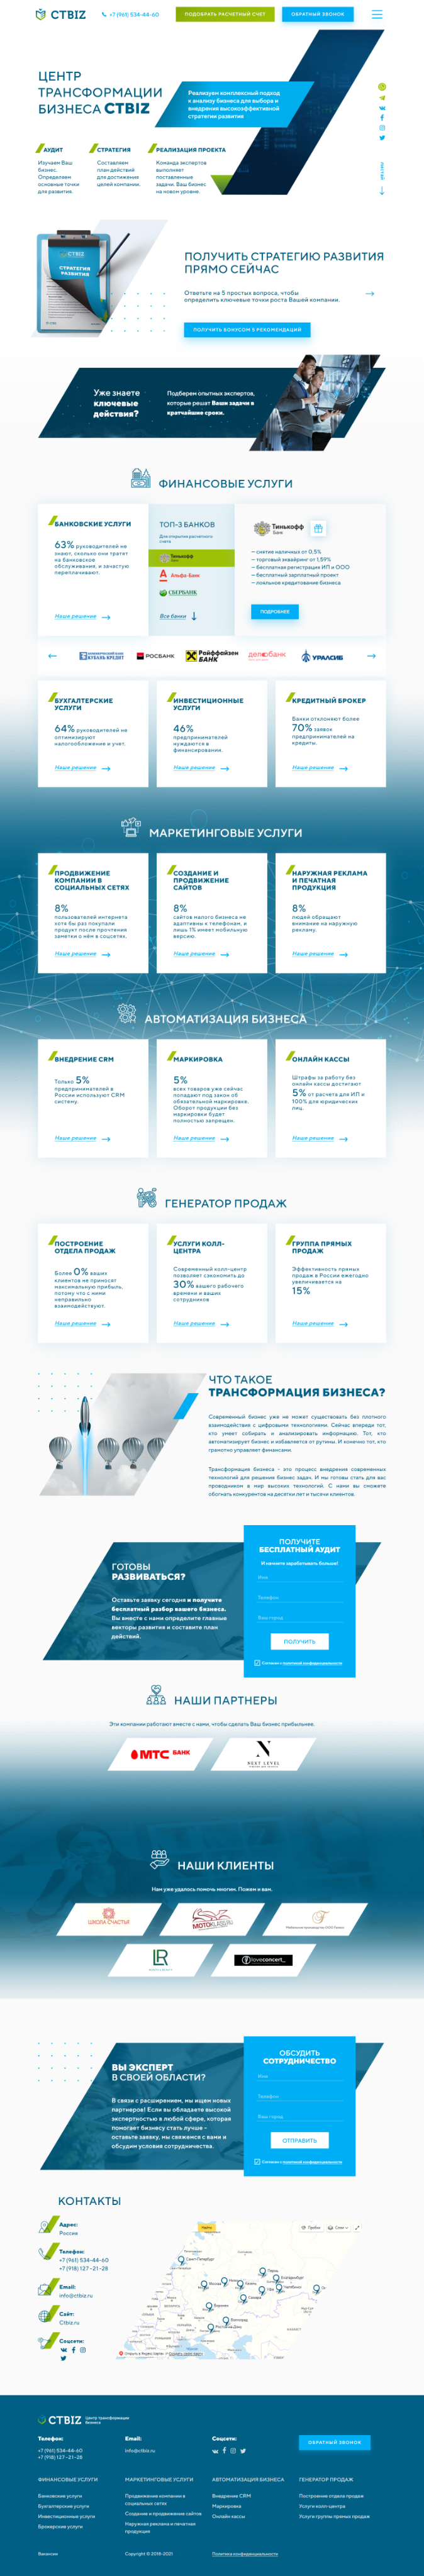 CTBIZ
+7 (961) 534-44-60
ПОДОБРАТЬ РАСЧЕТНЫЙ СЧЕТ
ОБРАТНЫЙ ЗВОНОК
ЦЕНТР
ТРАНСФОРМАЦИИ
БИЗНЕСА CTBIZ
Реализуем комплексный подход
к анализу бизнеса для выбора и
внедрения высокоэффективной
стратегии развития
АУДИТ
Изучаем Ваш
бизнес.
Определяем
основные точки
для развития.
СТРАТЕГИЯ
Составляем
план действий
для достижения
целей компании.
РЕАЛИЗАЦИЯ ПРОЕКТА
Команда экспертов
выполняет
поставленные
задачи. Ваш бизнес
на новом уровне.
CTBIZ
СТРАТЕГИЯ
РАЗВИТИЯ
ПОЛУЧИТЬ СТРАТЕГИЮ РАЗВИТИЯ
ПРЯМО СЕЙЧАС
Ответьте на 5 простых вопроса, чтобы
определить ключевые точки роста Вашей компании.
ПОЛУЧИТЬ БОНУСОМ 5 РЕКОМЕНДАЦИЙ
Уже знаете
ключевые
действия?
Подберем опытных экспертов,
которые решат Ваши задачи в
кратчайшие сроки.
ФИНАНСОВЫЕ УСЛУГИ
БАНКОВСКИЕ УСЛУГИ
63% руководителей не
знают, сколько они тратят
на банковское
обслуживания, и зачастую
переплачивают.
Наше решение
ТОП-3 БАНКОВ
Для открытия расчетного
счета
Тинькофф
Альфа-Банк
СБЕРБАНК
Все банки
Тинькофф
Банк
– снятие наличных от 0,5%
– торговый эквайринг от 1,59%
– бесплатная регистрация ИП и ООО
– бесплатный зарплатный проект
– лояльное кредитование бизнеса
ПОДРОБНЕЕ
КУБАНЬ КРЕДИТ
РОСБАНК
Райффайзен
БАНК
делобанк
УРАЛСИБ
БУХГАЛТЕРСКИЕ
УСЛУГИ
64% руководителей не
оптимизируют
налогообложение и учет.
Наше решение
ИНВЕСТИЦИОННЫЕ
УСЛУГИ
46%
предпринимателей
нуждаются в
финансировании.
Наше решение
КРЕДИТНЫЙ БРОКЕР
Банки отклоняют более
70% заявок
предпринимателей на
кредиты.
Наше решение
МАРКЕТИНГОВЫЕ УСЛУГИ
ПРОДВИЖЕНИЕ
КОМПАНИИ В
СОЦИАЛЬНЫХ СЕТЯХ
8%
пользователей интернета
хотя бы раз покупали
продукт после прочтения
заметки о нём в соцсетях.
Наше решение
СОЗДАНИЕ И
ПРОДВИЖЕНИЕ
САЙТОВ
8%
сайтов малого бизнеса не
адаптивны к телефонам, и
лишь 1% имеет мобильную
версию.
Наше решение
НАРУЖНАЯ РЕКЛАМА
И ПЕЧАТНАЯ
ПРОДУКЦИЯ
8%
людей обращают
внимание на наружную
рекламу.
Наше решение
АВТОМАТИЗАЦИЯ БИЗНЕСА
ВНЕДРЕНИЕ CRM
Только 5%
предпринимателей в
России используют CRM
систему.
Наше решение
МАРКИРОВКА
5%
всех товаров уже сейчас
попадают под закон об
обязательной маркировке.
Оборот продукции без
маркировки будет
полностью запрещен.
Наше решение
ОНЛАЙН КАССЫ
Штрафы за работу без
онлайн кассы достигают
5% от расчета для ИП и
100% для юридических
лиц.
Наше решение
ГЕНЕРАТОР ПРОДАЖ
ПОСТРОЕНИЕ
ОТДЕЛА ПРОДАЖ
Более 0% ваших
клиентов не приносят
максимальную прибыль,
потому что с ними
неправильно
взаимодействуют.
Наше решение
УСЛУГИ КОЛЛ-
ЦЕНТРА
Современный колл-центр
позволяет сэкономить до
30% вашего рабочего
времени и ваших
сотрудников
Наше решение
ГРУППА ПРЯМЫХ
ПРОДАЖ
Эффективность прямых
продаж в России ежегодно
увеличивается на
15%
Наше решение
ЧТО ТАКОЕ
ТРАНСФОРМАЦИЯ БИЗНЕСА?
Современный бизнес уже не может существовать без плотного
взаимодействия с цифровыми технологиями. Сейчас впереди тот,
кто умеет собирать и анализировать информацию. Тот, кто
автоматизирует бизнес и избавляется от рутины. И конечно тот, кто
грамотно управляет финансами.
Трансформация бизнеса – это процесс внедрения современных
технологий для решения бизнес задач. И мы готовы стать для вас
проводником в мир высоких технологий. С нами вы сможете
обогнать конкурентов на десятки лет и тысячи клиентов.
ГОТОВЫ
РАЗВИВАТЬСЯ?
Оставьте заявку сегодня и получите
бесплатный разбор вашего бизнеса.
Вы вместе с нами определите главные
векторы развития и составите план
действий.
ПОЛУЧИТЕ
БЕСПЛАТНЫЙ АУДИТ
И начните зарабатывать больше!
Имя
Телефон
Ваш город
ПОЛУЧИТЬ
Согласен с политикой конфиденциальности
НАШИ ПАРТНЕРЫ
Эти компании работают вместе с нами, чтобы сделать Ваш бизнес прибыльнее.
МТС БАНК
NEXT LEVEL
НАШИ КЛИЕНТЫ
Нам уже удалось помочь многим. Поможем и вам.
ШКОЛА СЧАСТЬЯ
LR
iloveconcert_
ВЫ ЭКСПЕРТ
В СВОЕЙ ОБЛАСТИ?
В связи с расширением, мы ищем новых
партнеров! Если вы обладаете высокой
экспертностью в любой сфере, которая
помогает бизнесу стать лучше –
оставьте заявку, мы свяжемся с вами и
обсудим условия сотрудничества.
ОБСУДИТЬ
СОТРУДНИЧЕСТВО
Имя
Телефон
Ваш город
ОТПРАВИТЬ
Согласен с политикой конфиденциальности
КОНТАКТЫ
Адрес:
Россия
Телефон:
+7 (961) 534-44-60
+7 (918) 127-21-28
Email:
info@ctbiz.ru
Сайт:
Ctbiz.ru
Соцсети:
Санкт-Петербург
Москва
Казань
Пермь
Екатеринбург
Челябинск
Уфа
Самара
Воронеж
Волгоград
Ростов-на-Дону
CTBIZ
Центр трансформации
бизнеса
Телефон:
+7 (961) 534-44-60
+7 (918) 127-21-28
Email:
info@ctbiz.ru
Соцсети:
ОБРАТНЫЙ ЗВОНОК
ФИНАНСОВЫЕ УСЛУГИ
Банковские услуги
Бухгалтерские услуги
Инвестиционные услуги
Брокерские услуги
МАРКЕТИНГОВЫЕ УСЛУГИ
Продвижение компании в
социальных сетях
Создание и продвижение сайтов
Наружная реклама и печатная
продукция
АВТОМАТИЗАЦИЯ БИЗНЕСА
Внедрение CRM
Маркировка
Онлайн кассы
ГЕНЕРАТОР ПРОДАЖ
Построение отдела продаж
Услуги колл-центра
Услуги группы прямых продаж
Вакансии
Copyright © 2018-2021
Политика конфиденциальности